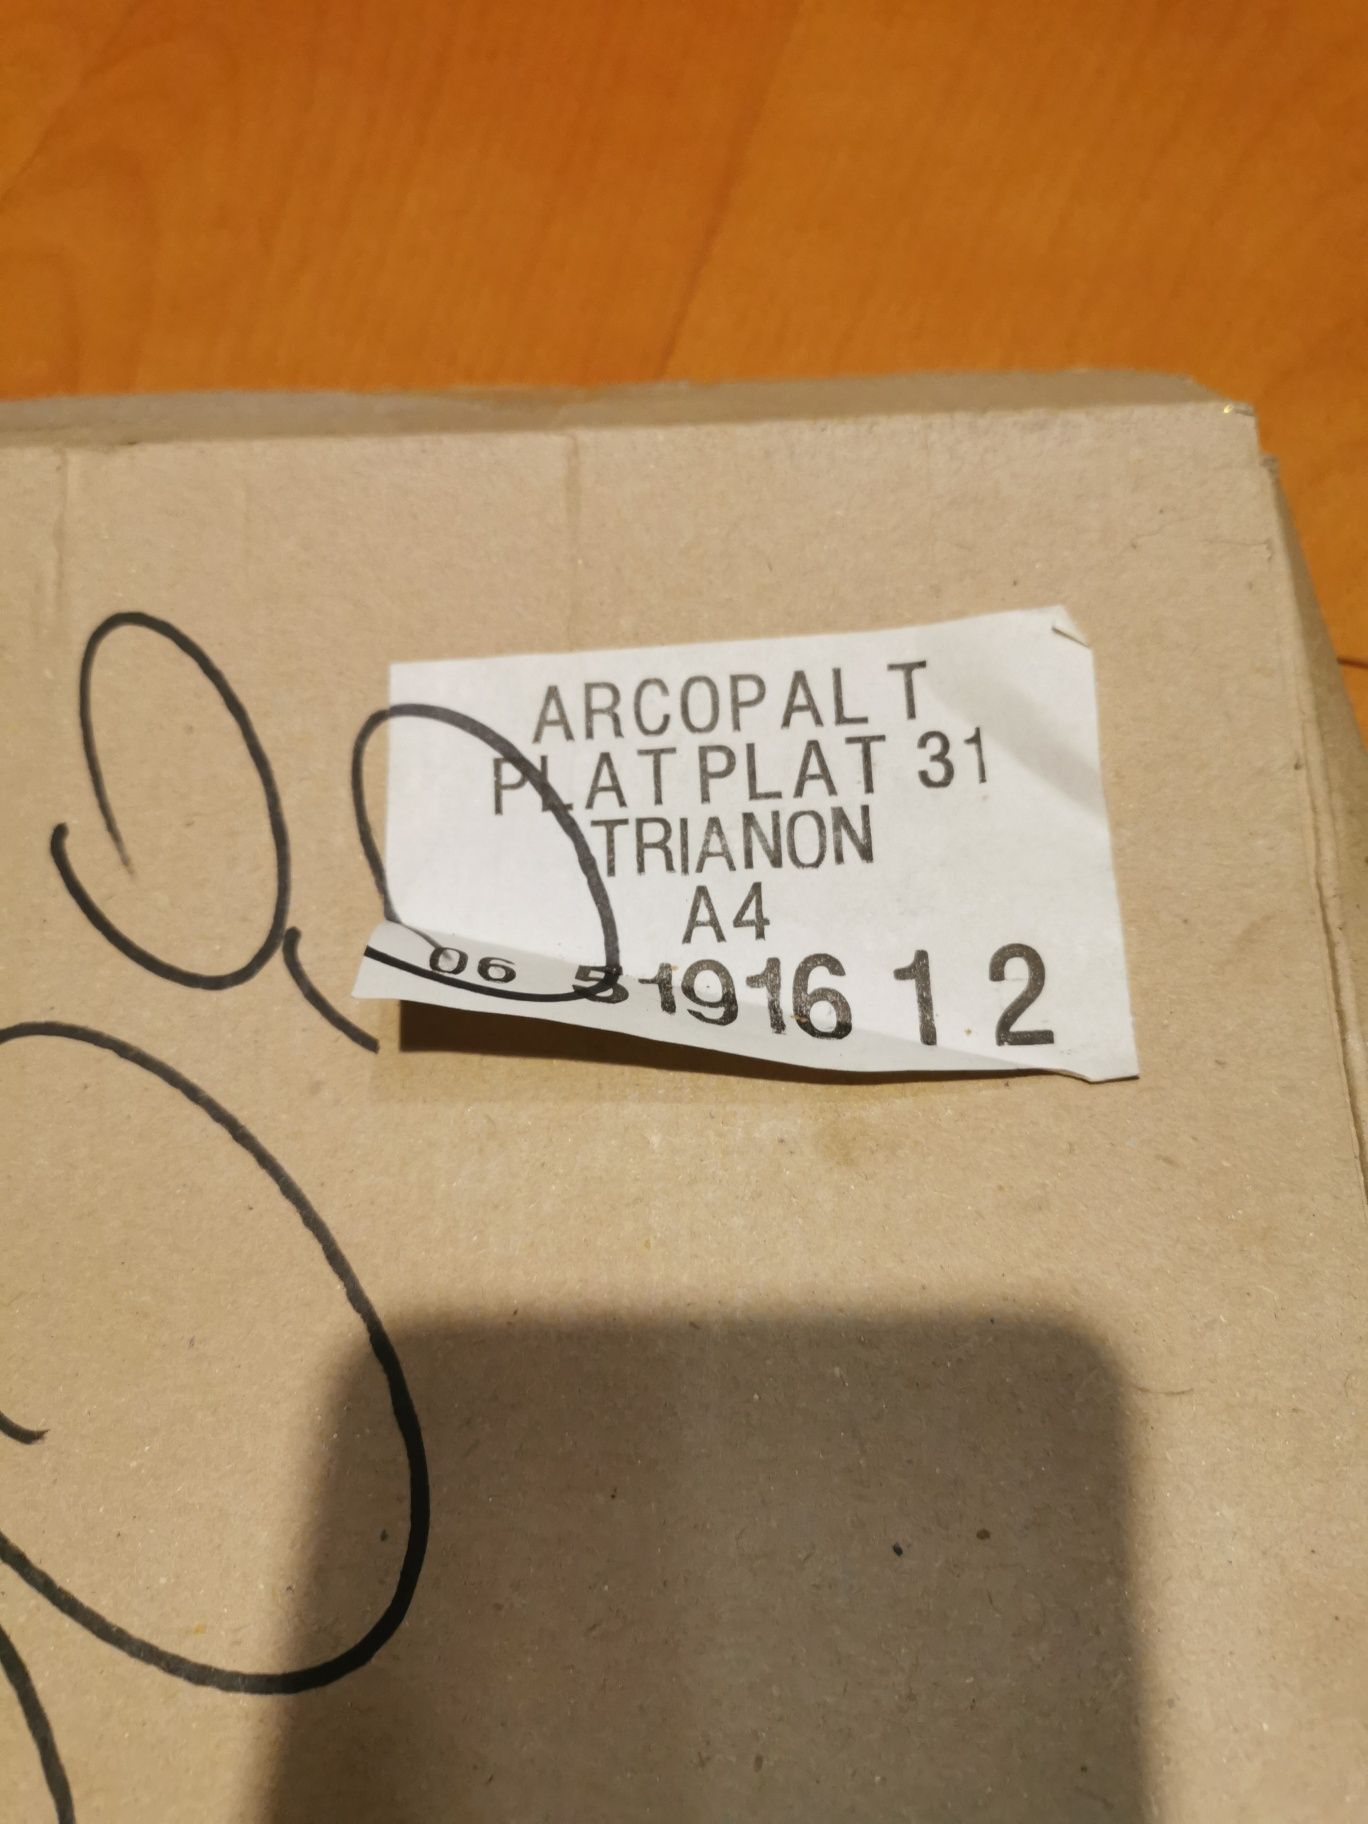 ARCOPAL T
PLAT PLAT 31
TRIANON
A4
06 51916 1 2